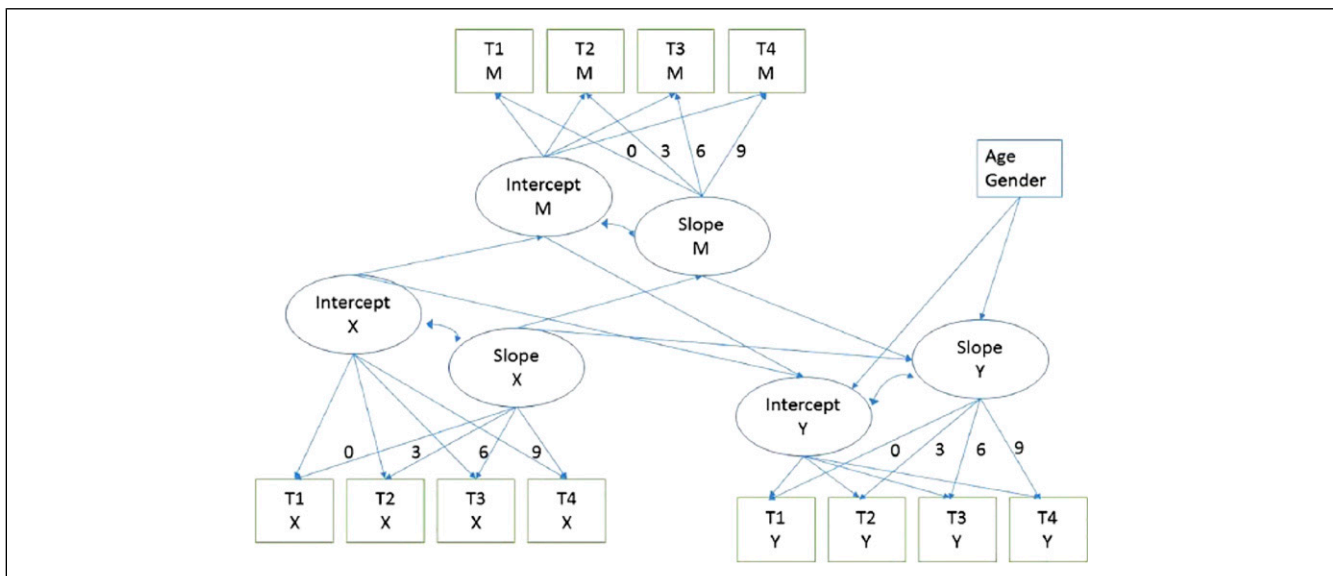 T1
M
T2
M
T3
M
T4
M
0
3
6
9
Age
Gender
Intercept
M
Slope
M
Intercept
X
Slope
X
Slope
Y
Intercept
Y
0
3
6
9
0
3
6
9
T1
X
T2
X
T3
X
T4
X
T1
Y
T2
Y
T3
Y
T4
Y